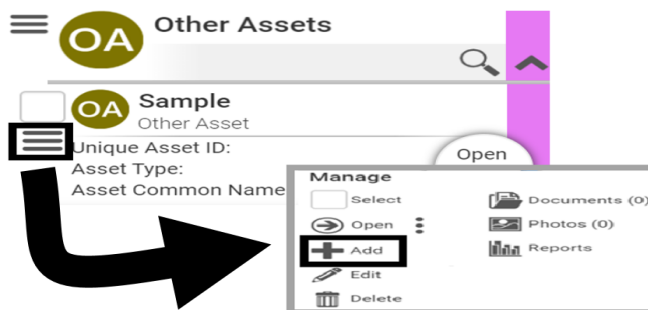 OA Other Assets
OA Sample
Other Asset
Unique Asset ID:
Asset Type:
Asset Common Name
Open
Manage
Select
Open
Add
Edit
Delete
Documents (0)
Photos (0)
Reports